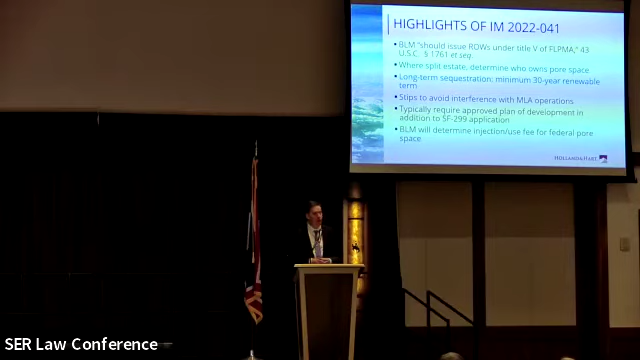 HIGHLIGHTS OF IM 2022-041
• BLM "should issue ROWs under title V of FLPMA," 43
U.S.C. § 1761 et seq.
• Where split estate, determine who owns pore space
• Long-term sequestration: minimum 30-year renewable
term
• Stips to avoid interference with MLA operations
• Typically require approved plan of development in
addition to SF-299 application
• BLM will determine injection/use fee for federal pore
space
HOLLAND & HART
SER Law Conference